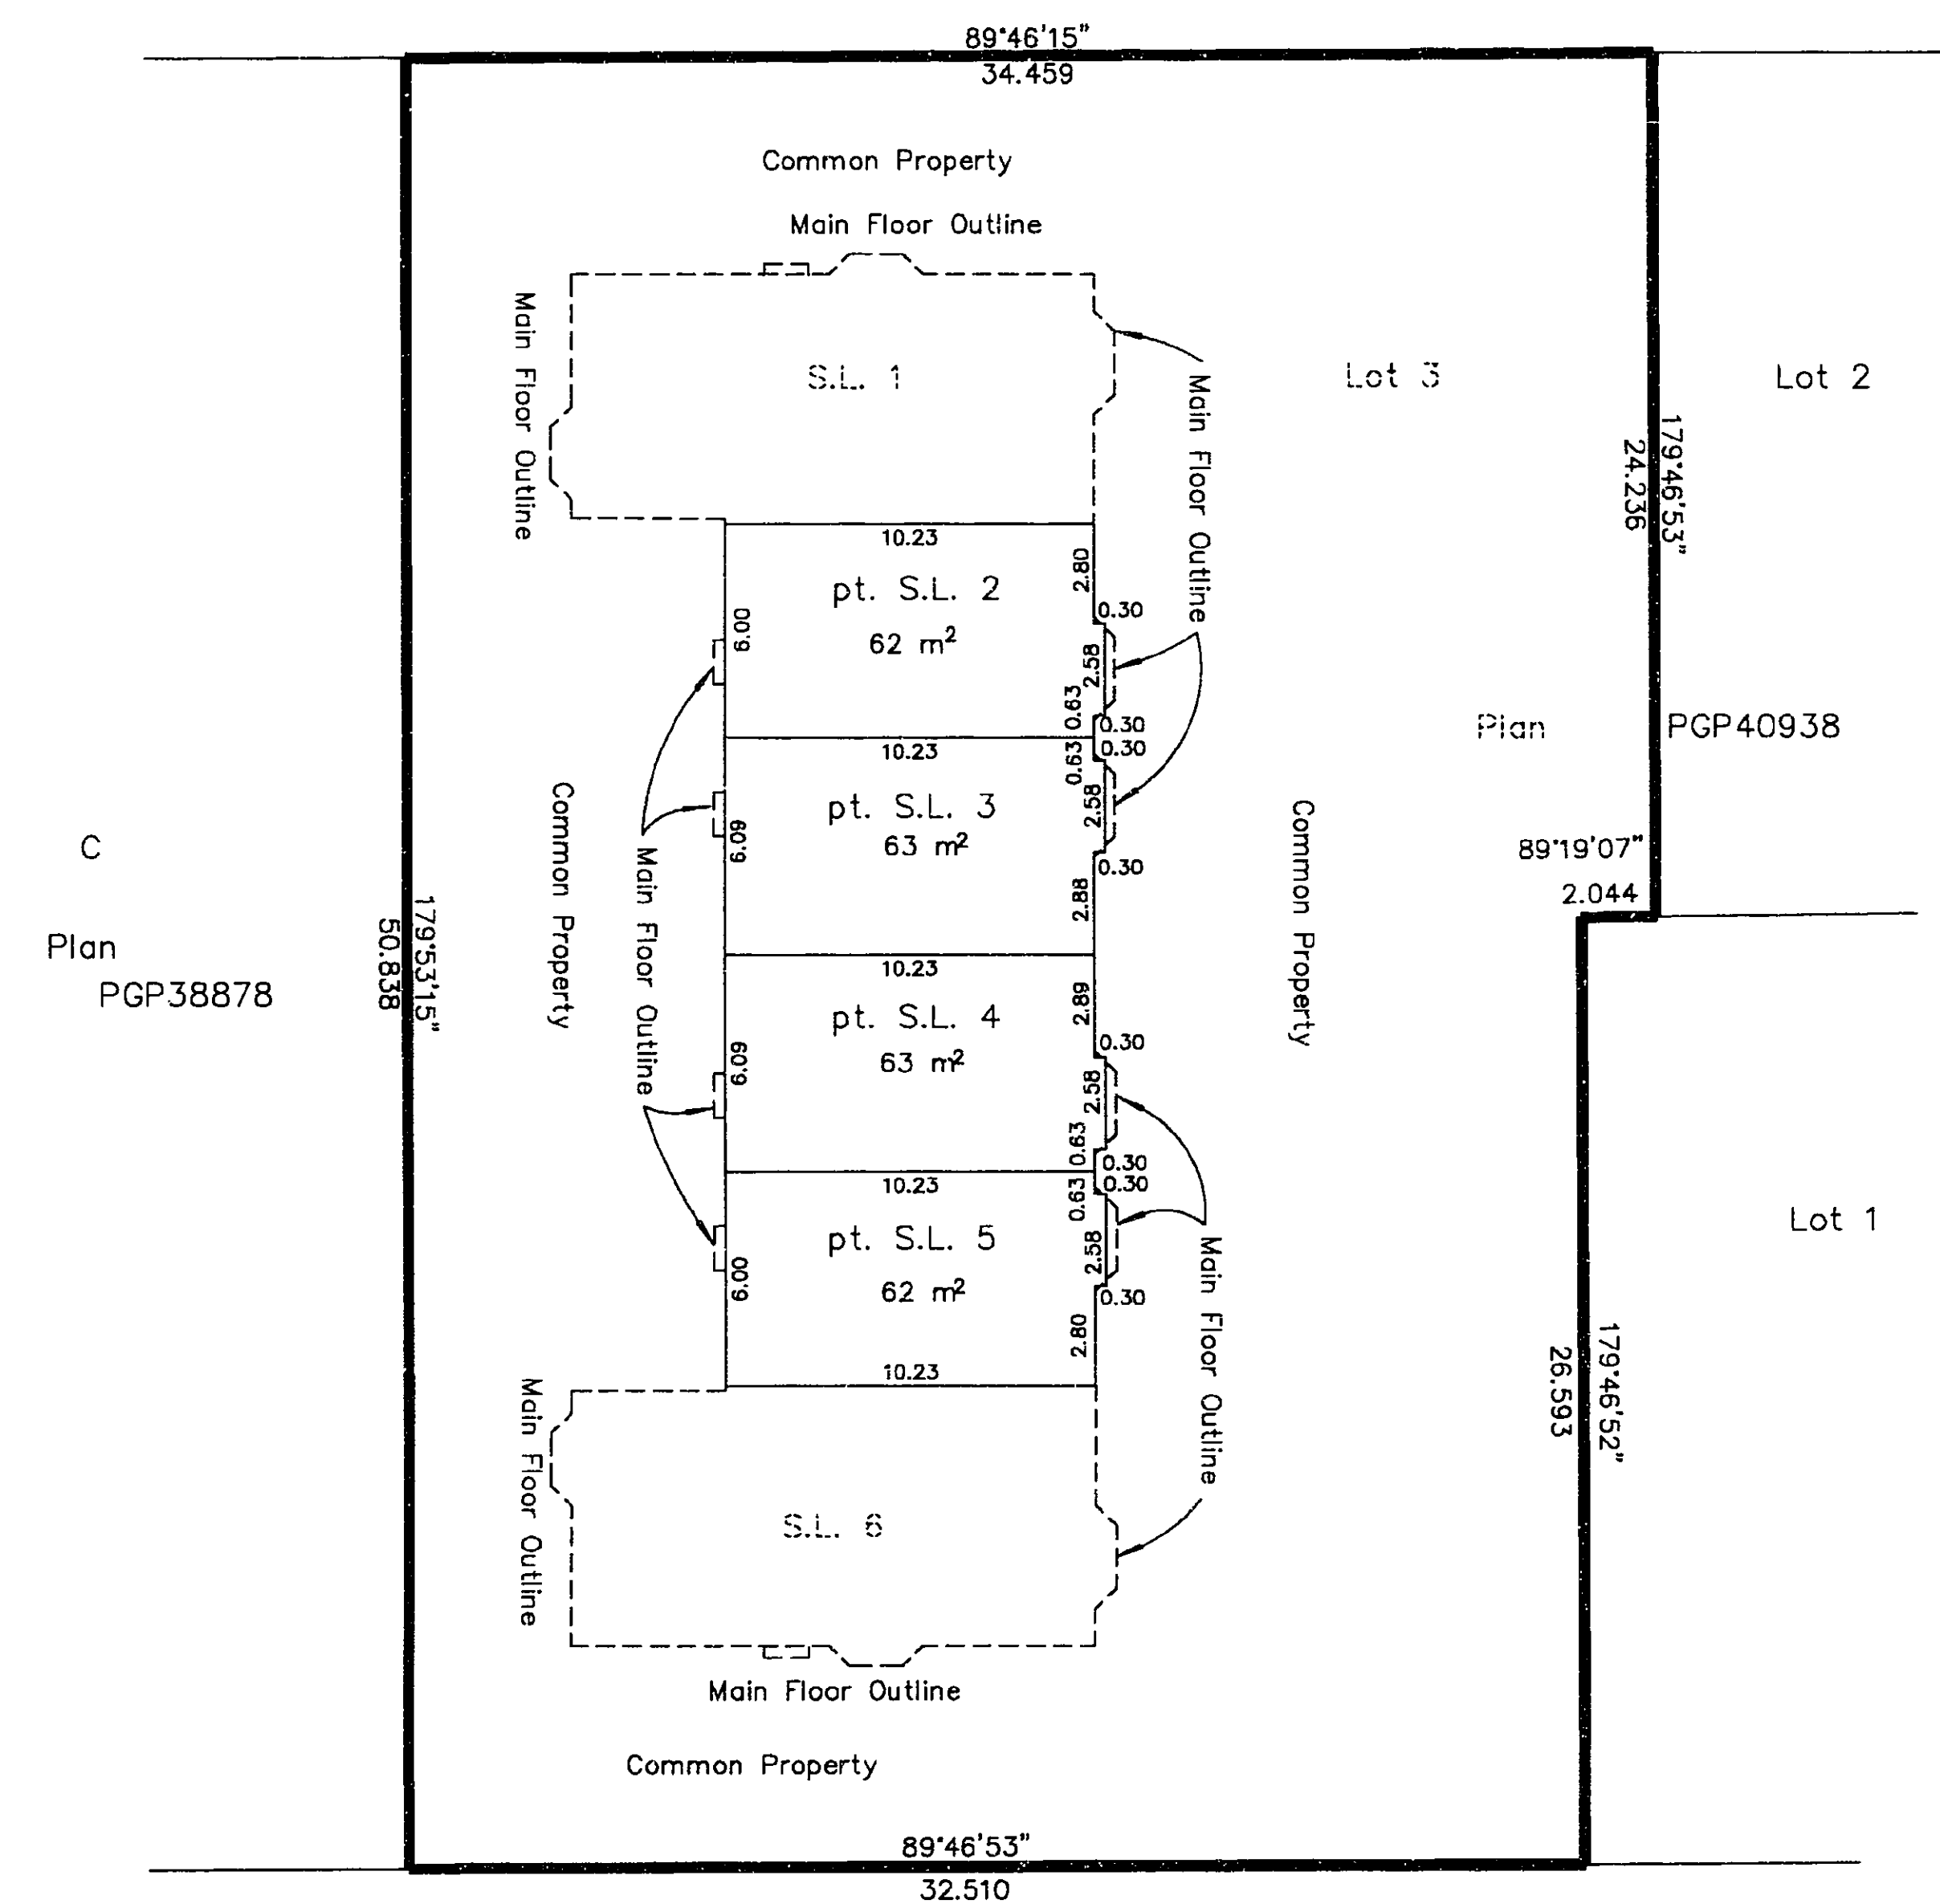 89°46'15"
34.459
Common Property
Main Floor Outline
Main Floor Outline
S.L. 1
Main Floor Outline
Lot 3
Lot 2
179°46'53"
24.236
10.23
2.80
pt. S.L. 2
62 m²
6.00
0.30
2.58
0.63
0.30
10.23
0.63
0.30
pt. S.L. 3
63 m²
6.09
2.58
0.30
2.88
Plan
PGP40938
Common Property
Main Floor Outline
Common Property
89°19'07"
2.044
C
Plan
PGP38878
179°53'15"
50.838
10.23
2.89
pt. S.L. 4
63 m²
6.09
0.30
2.58
0.63
0.30
10.23
0.63
0.30
pt. S.L. 5
62 m²
6.00
2.58
0.30
2.80
10.23
Main Floor Outline
Lot 1
179°46'52"
26.593
Main Floor Outline
S.L. 6
Main Floor Outline
Common Property
89°46'53"
32.510